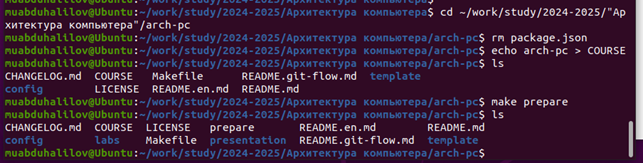 muabduhalilov@Ubuntu:~/work/study/2024-2025/Архитектура компьютера$ cd ~/work/study/2024-2025/"Ар
хитектура компьютера"/arch-pc
muabduhalilov@Ubuntu:~/work/study/2024-2025/Архитектура компьютера/arch-pc$ rm package.json
muabduhalilov@Ubuntu:~/work/study/2024-2025/Архитектура компьютера/arch-pc$ echo arch-pc > COURSE
muabduhalilov@Ubuntu:~/work/study/2024-2025/Архитектура компьютера/arch-pc$ ls
CHANGELOG.md COURSE Makefile README.git-flow.md template
config LICENSE README.en.md README.md
muabduhalilov@Ubuntu:~/work/study/2024-2025/Архитектура компьютера/arch-pc$ make prepare
muabduhalilov@Ubuntu:~/work/study/2024-2025/Архитектура компьютера/arch-pc$ ls
CHANGELOG.md COURSE LICENSE prepare README.en.md README.md
config labs Makefile presentation README.git-flow.md template
muabduhalilov@Ubuntu:~/work/study/2024-2025/Архитектура компьютера/arch-pc$